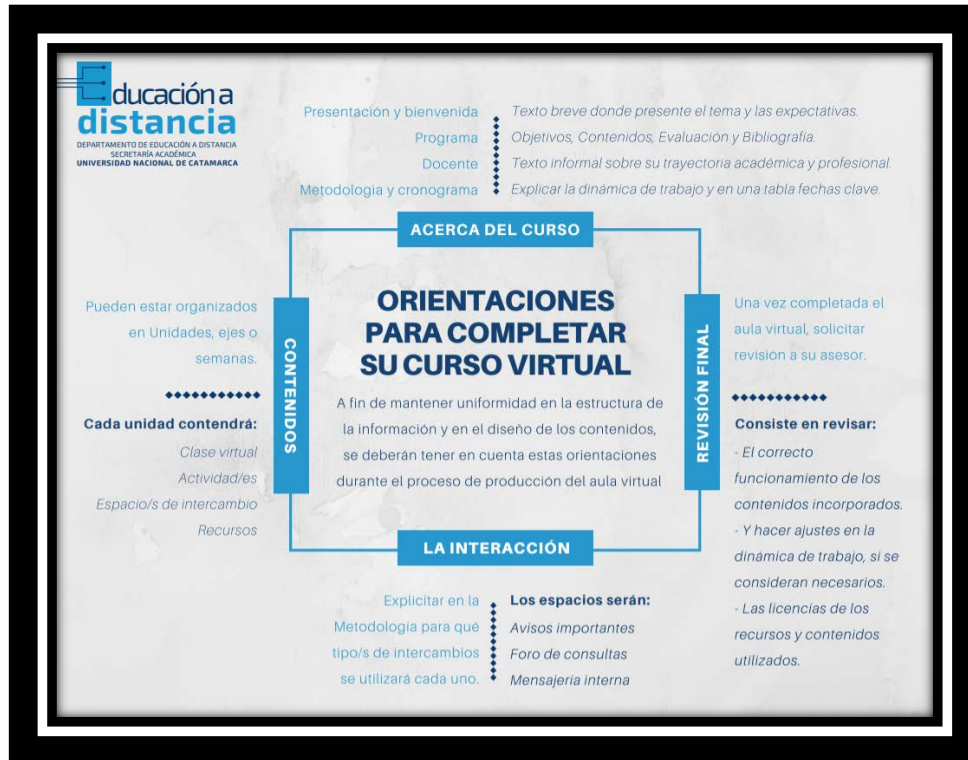 Educación a
distancia
DEPARTAMENTO DE EDUCACIÓN A DISTANCIA
SECRETARÍA ACADÉMICA
UNIVERSIDAD NACIONAL DE CATAMARCA
Presentación y bienvenida
Texto breve donde presente el tema y las expectativas.
Programa
Objetivos, Contenidos, Evaluación y Bibliografía.
Docente
Texto informal sobre su trayectoria académica y profesional.
Metodología y cronograma
Explicar la dinámica de trabajo y en una tabla fechas clave.
ACERCA DEL CURSO
Pueden estar organizados
en Unidades, ejes o
semanas.
Cada unidad contendrá:
Clase virtual
Actividad/es
Espacio/s de intercambio
Recursos
CONTENIDOS
ORIENTACIONES
PARA COMPLETAR
SU CURSO VIRTUAL
A fin de mantener uniformidad en la estructura de
la información y en el diseño de los contenidos,
se deberán tener en cuenta estas orientaciones
durante el proceso de producción del aula virtual
REVISIÓN FINAL
Una vez completada el
aula virtual, solicitar
revisión a su asesor.
Consiste en revisar:
- El correcto
funcionamiento de los
contenidos incorporados.
- Y hacer ajustes en la
dinámica de trabajo, si se
consideran necesarios.
- Las licencias de los
recursos y contenidos
utilizados.
LA INTERACCIÓN
Explicitar en la
Metodología para qué
tipo/s de intercambios
se utilizará cada uno.
Los espacios serán:
Avisos importantes
Foro de consultas
Mensajería interna